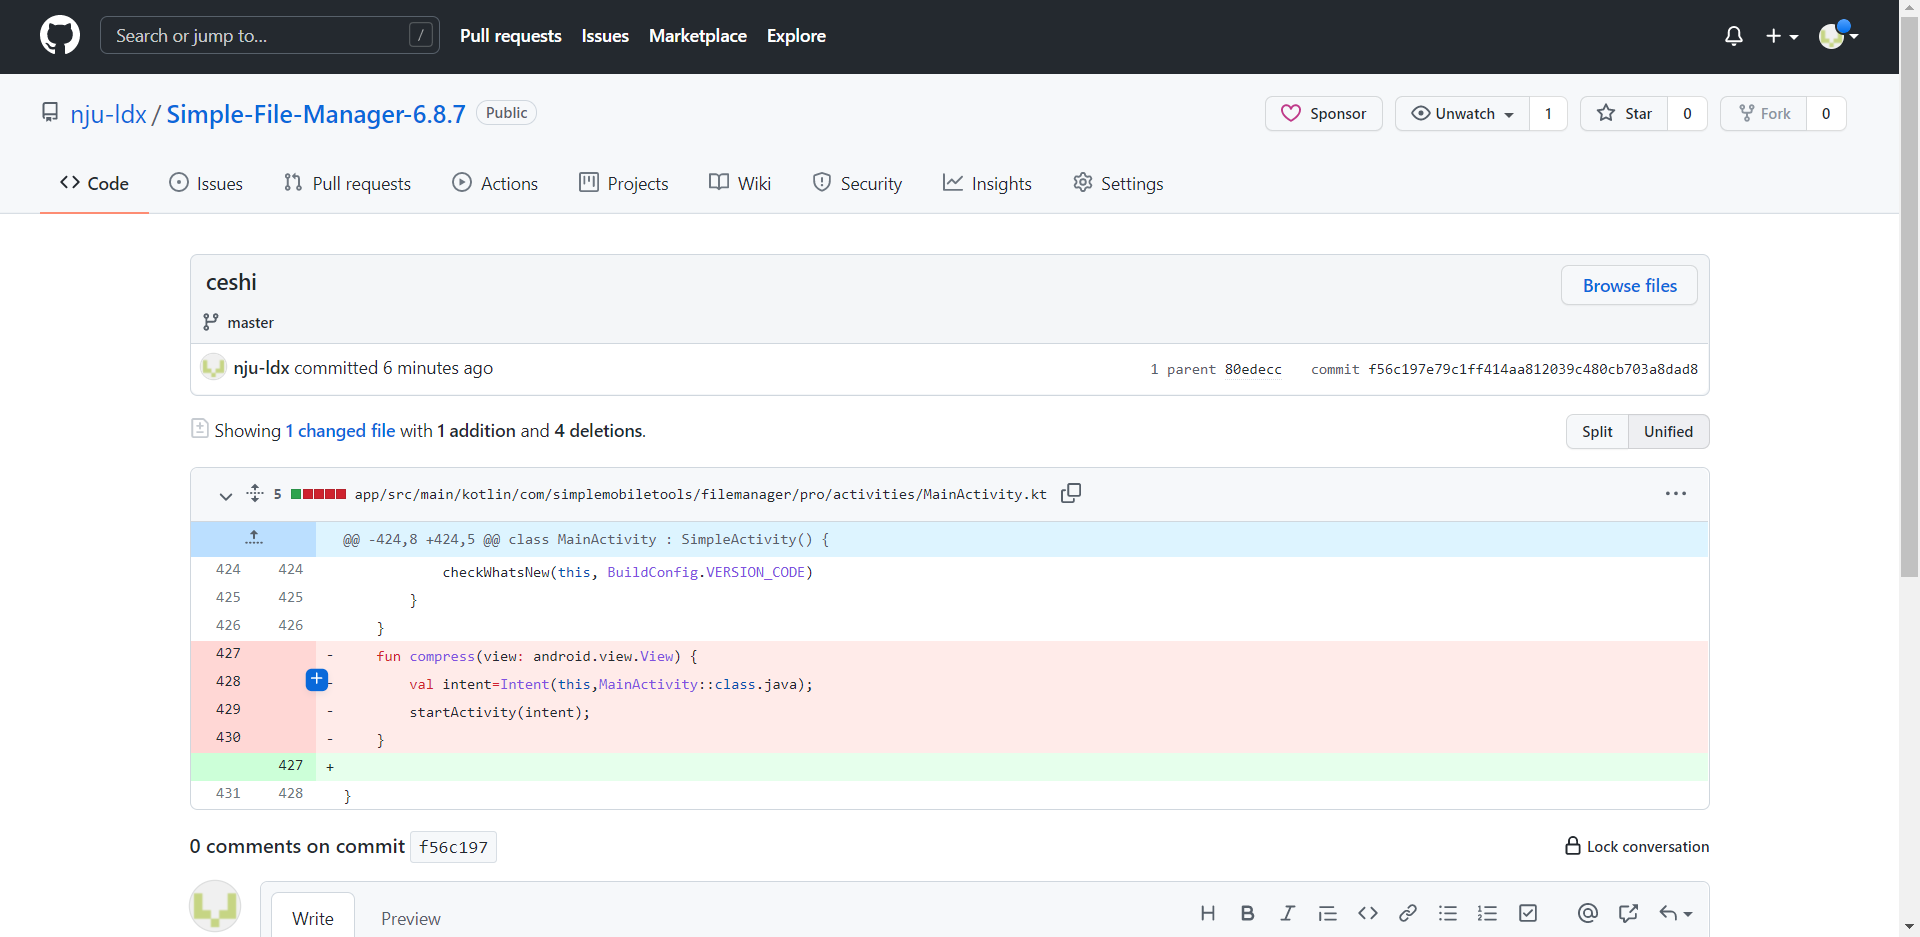 Search or jump to... / Pull requests Issues Marketplace Explore
nju-ldx / Simple-File-Manager-6.8.7 Public Sponsor Unwatch 1 Star 0 Fork 0
Code Issues Pull requests Actions Projects Wiki Security Insights Settings
ceshi Browse files
master
nju-ldx committed 6 minutes ago 1 parent 80edecc commit f56c197e79c1ff414aa812039c480cb703a8dad8
Showing 1 changed file with 1 addition and 4 deletions. Split Unified
5 app/src/main/kotlin/com/simplemobiletools/filemanager/pro/activities/MainActivity.kt
@@ -424,8 +424,5 @@ class MainActivity : SimpleActivity() {
424 424 checkWhatsNew(this, BuildConfig.VERSION_CODE)
425 425 }
426 426 }
427 - fun compress(view: android.view.View) {
428 - val intent=Intent(this,MainActivity::class.java);
429 - startActivity(intent);
430 - }
427 +
431 428 }
0 comments on commit f56c197 Lock conversation
Write Preview